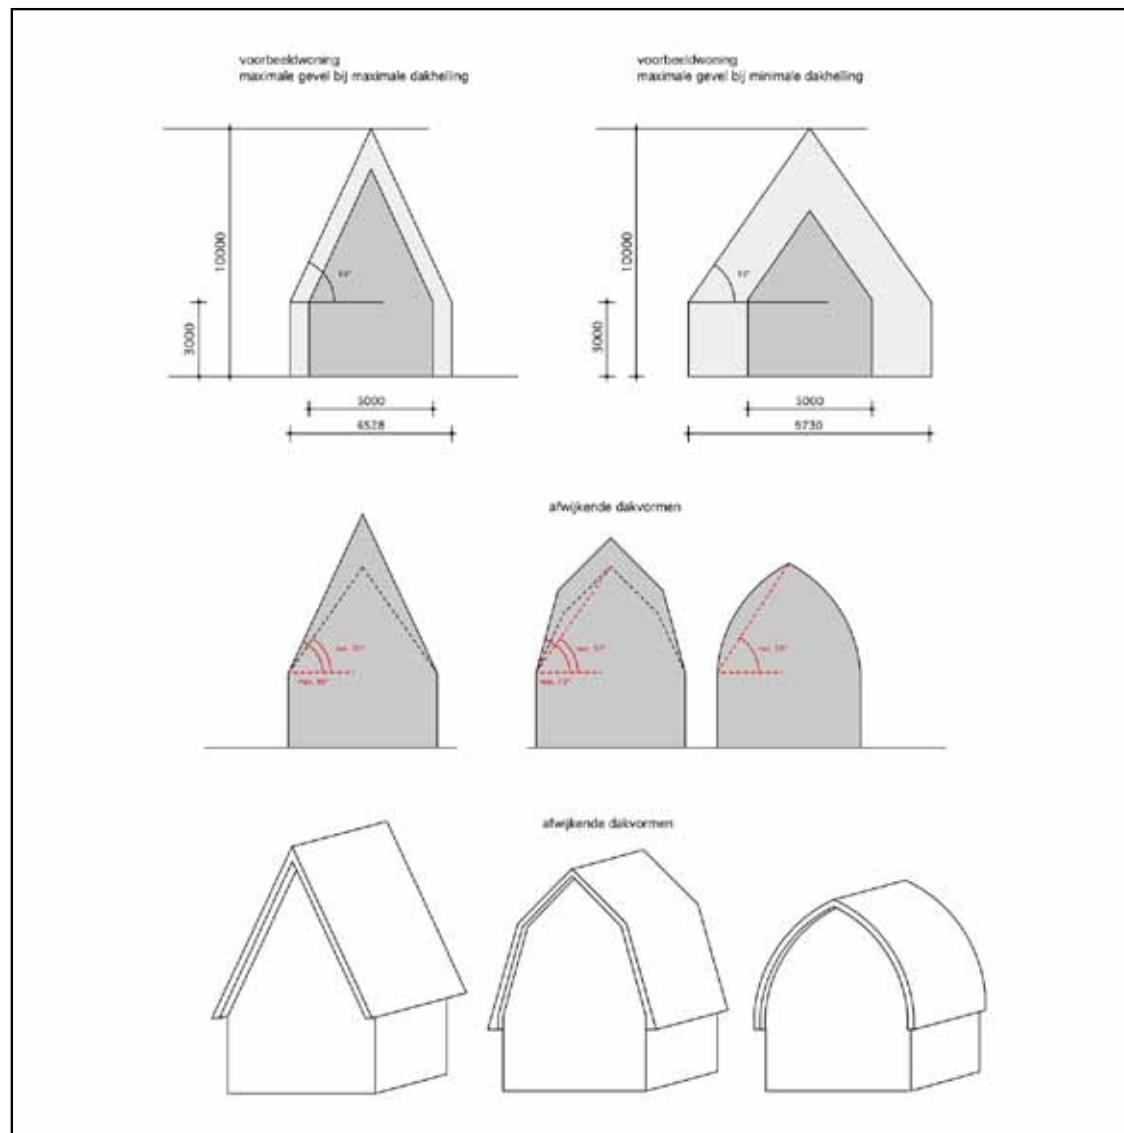 voorbeeldwoning
maximale gevel bij maximale dakhelling
voorbeeldwoning
maximale gevel bij minimale dakhelling
10000
3000
5000
6528
10000
3000
5000
9730
afwijkende dakvormen
afwijkende dakvormen